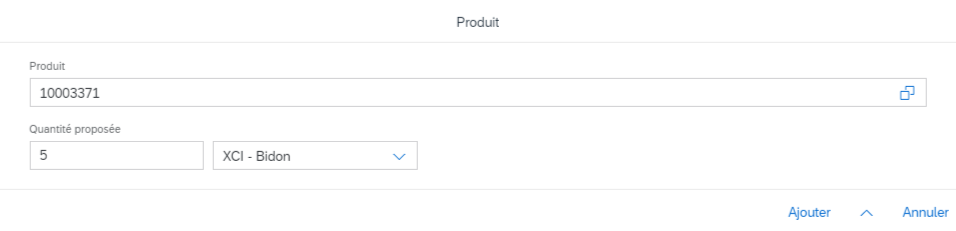 Produit
Produit
10003371
Quantité proposée
5 XCI - Bidon
Ajouter Annuler